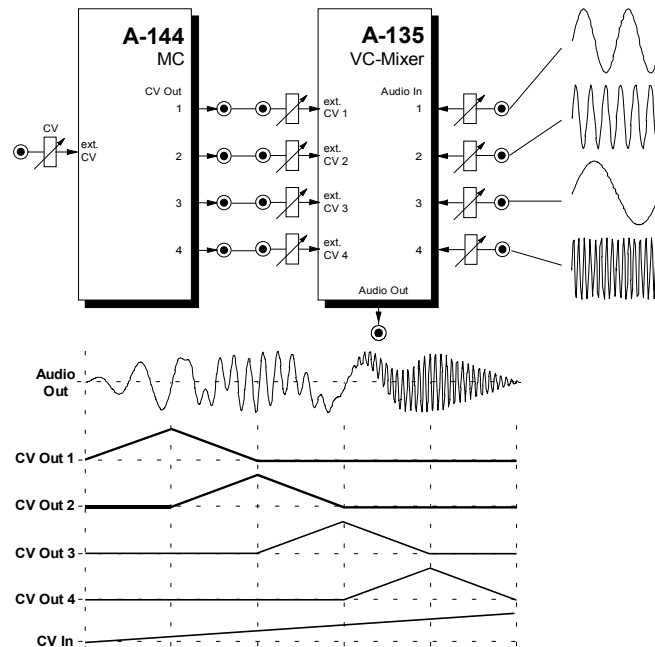 A-144
MC
CV Out
1
2
3
4
CV
ext.
CV
A-135
VC-Mixer
Audio In
ext.
CV 1
1
ext.
CV 2
2
ext.
CV 3
3
ext.
CV 4
4
Audio Out
Audio
Out
CV Out 1
CV Out 2
CV Out 3
CV Out 4
CV In